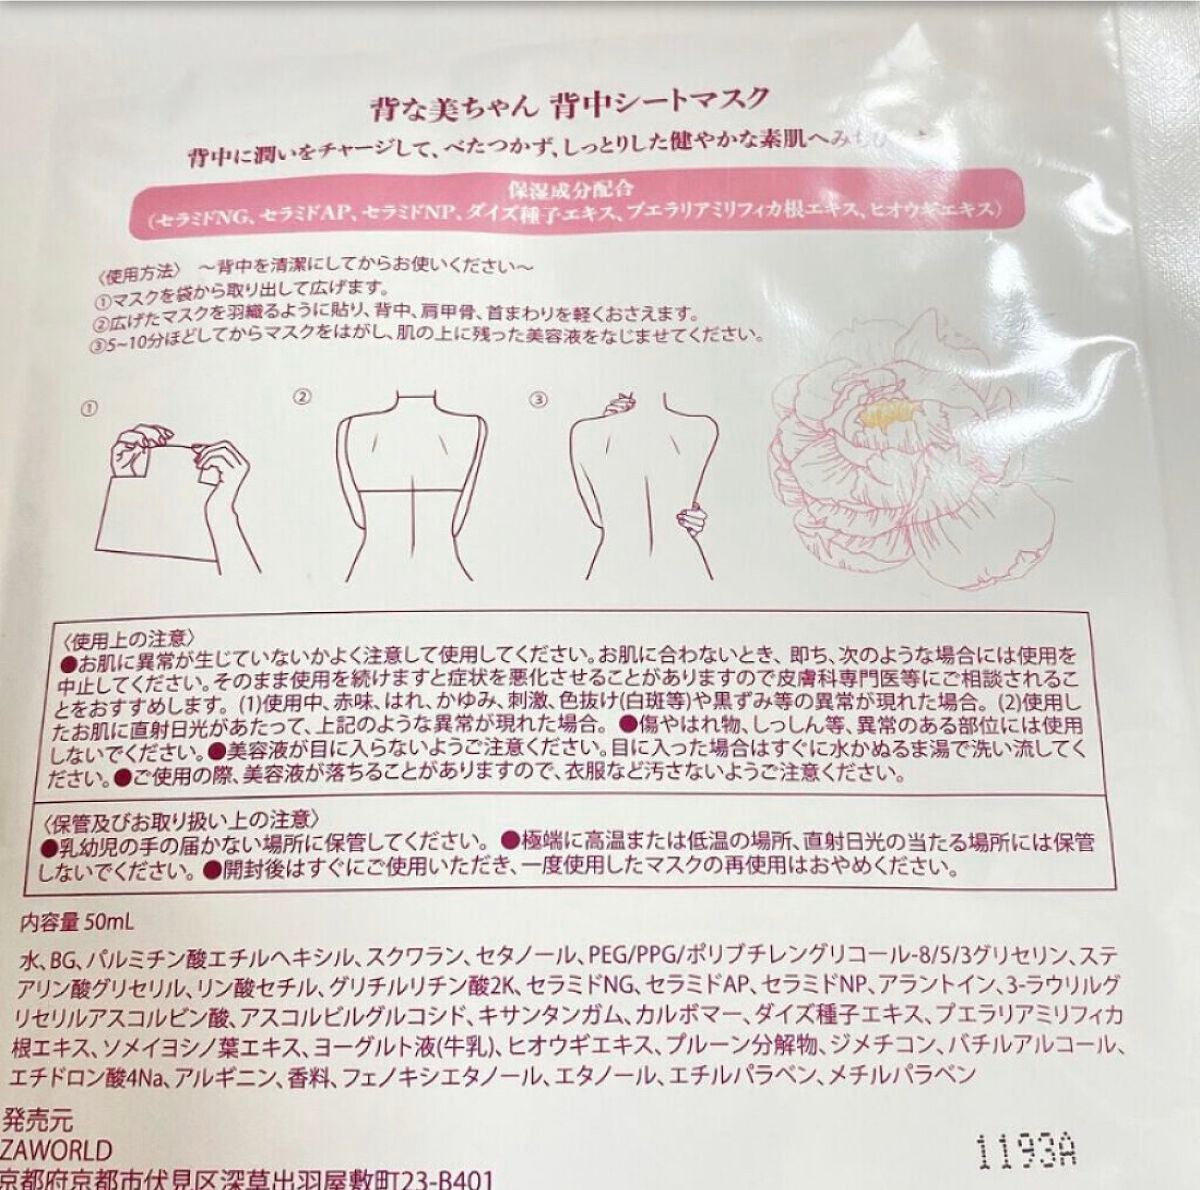 背な美ちゃん 背中シートマスク
背中に潤いをチャージして、べたつかず、しっとりした健やかな素肌へ
保湿成分配合
(セラミドNG、セラミドAP、セラミドNP、ダイズ種子エキス、プエラリアミリフィカ根エキス、ヒオウギエキス)
〈使用方法〉 ～背中を清潔にしてからお使いください～
①マスクを袋から取り出して広げます。
②広げたマスクを羽織るように貼り、背中、肩甲骨、首まわりを軽くおさえます。
③5~10分ほどしてからマスクをはがし、肌の上に残った美容液をなじませてください。
① ② ③
〈使用上の注意〉
●お肌に異常が生じていないかよく注意して使用してください。お肌に合わないとき、即ち、次のような場合には使用を
中止してください。そのまま使用を続けますと症状を悪化させることがありますので皮膚科専門医等にご相談されるこ
とをおすすめします。(1)使用中、赤味、はれ、かゆみ、刺激、色抜け(白斑等)や黒ずみ等の異常が現れた場合。(2)使用し
たお肌に直射日光があたって、上記のような異常が現れた場合。●傷やはれ物、しっしん等、異常のある部位には使用
しないでください。●美容液が目に入らないようご注意ください。目に入った場合はすぐに水かぬるま湯で洗い流してく
ださい。●ご使用の際、美容液が落ちることがありますので、衣服など汚さないようご注意ください。
〈保管及びお取り扱い上の注意〉
●乳幼児の手の届かない場所に保管してください。●極端に高温または低温の場所、直射日光の当たる場所には保管
しないでください。●開封後はすぐにご使用いただき、一度使用したマスクの再使用はおやめください。
内容量 50mL
水、BG、パルミチン酸エチルヘキシル、スクワラン、セタノール、PEG/PPG/ポリブチレングリコール-8/5/3グリセリン、ステ
アリン酸グリセリル、リン酸セチル、グリチルリチン酸2K、セラミドNG、セラミドAP、セラミドNP、アラントイン、3-ラウリルグ
リセリルアスコルビン酸、アスコルビルグルコシド、キサンタンガム、カルボマー、ダイズ種子エキス、プエラリアミリフィカ
根エキス、ソメイヨシノ葉エキス、ヨーグルト液(牛乳)、ヒオウギエキス、プルーン分解物、ジメチコン、バチルアルコール、
エチドロン酸4Na、アルギニン、香料、フェノキシエタノール、エタノール、エチルパラベン、メチルパラベン
発売元
ZAWORLD
京都府京都市伏見区深草出羽屋敷町23-B401
1193A